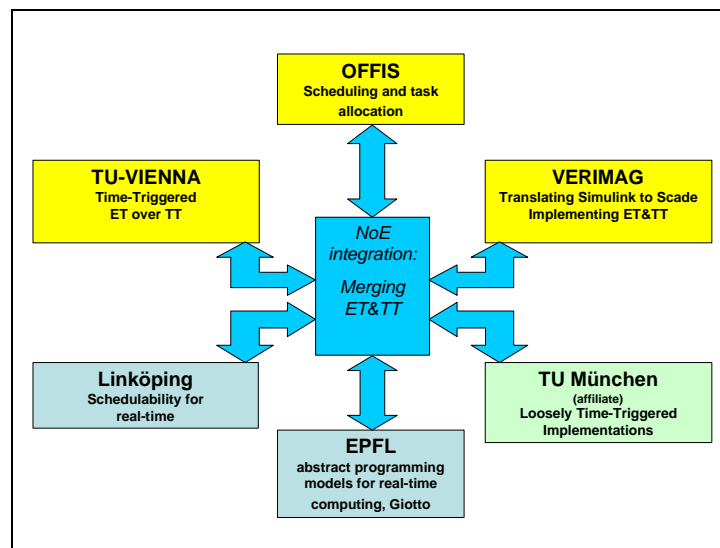 OFFIS
Scheduling and task
allocation
TU-VIENNA
Time-Triggered
ET over TT
VERIMAG
Translating Simulink to Scade
Implementing ET&TT
NoE
integration:
Merging
ET&TT
Linköping
Schedulability for
real-time
TU München
(affiliate)
Loosely Time-Triggered
Implementations
EPFL
abstract programming
models for real-time
computing, Giotto